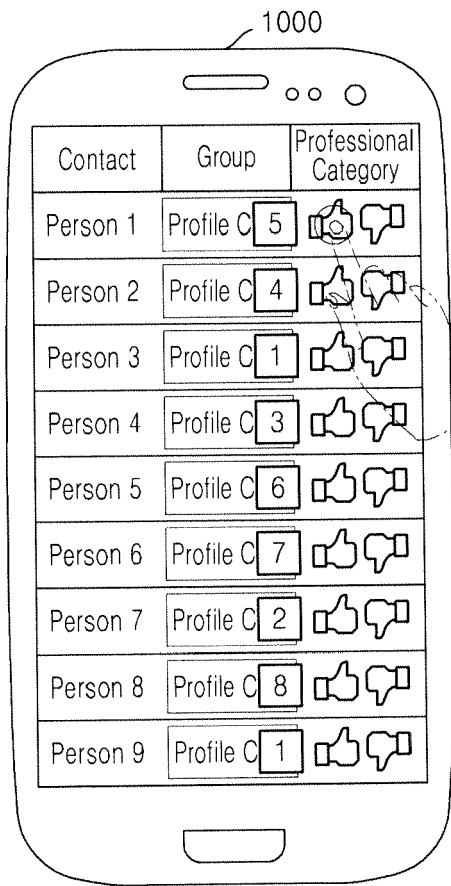 1000
Contact Group Professional Category
Person 1 Profile C 5
Person 2 Profile C 4
Person 3 Profile C 1
Person 4 Profile C 3
Person 5 Profile C 6
Person 6 Profile C 7
Person 7 Profile C 2
Person 8 Profile C 8
Person 9 Profile C 1